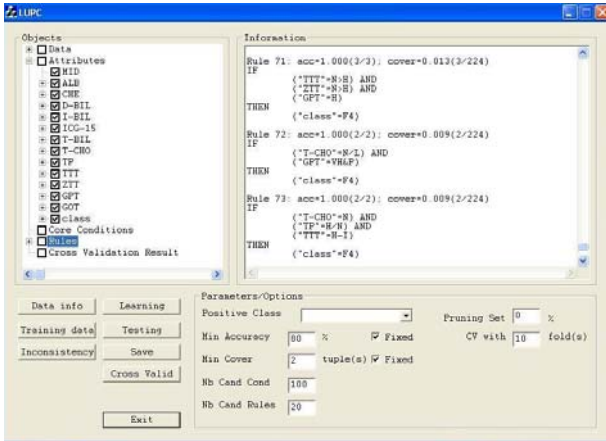 LUPC
Objects
Data
Attributes
MID
ALB
CHE
D-BIL
I-BIL
ICG-15
T-BIL
T-CHO
TP
TTT
ZTT
GPT
GOT
class
Core Conditions
Rules
Cross Validation Result
Information
Rule 71: acc=1.000(3/3); cover=0.013(3/224)
IF
("TTT"=N>H) AND
("ZTT"=N>H) AND
("GPT"=H)
THEN
("class"=F4)
Rule 72: acc=1.000(2/2); cover=0.009(2/224)
IF
("T-CHO"=N/L) AND
("GPT"=VH&P)
THEN
("class"=F4)
Rule 73: acc=1.000(2/2); cover=0.009(2/224)
IF
("T-CHO"=N) AND
("TP"=H/N) AND
("TTT"=H-I)
THEN
("class"=F4)
Data info
Learning
Training data
Testing
Inconsistency
Save
Cross Valid
Exit
Parameters/Options
Positive Class
Pruning Set 0 %
Min Accuracy 80 % Fixed
CV with 10 fold(s)
Min Cover 2 tuple(s) Fixed
Nb Cand Cond 100
Nb Cand Rules 20